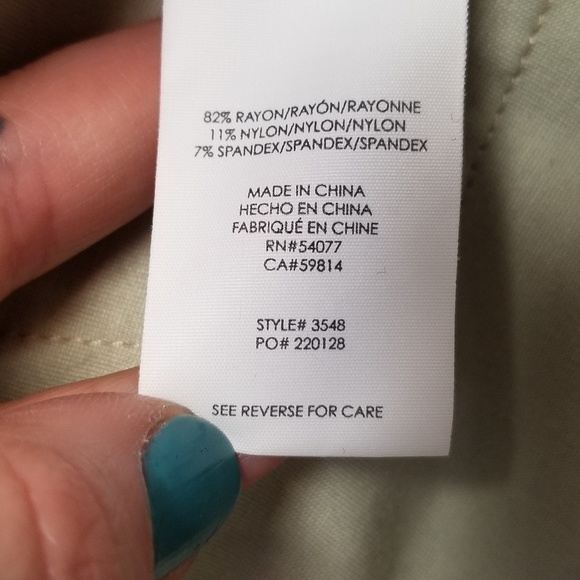 82% RAYON/RAYÓN/RAYONNE
11% NYLON/NYLON/NYLON
7% SPANDEX/SPANDEX/SPANDEX
MADE IN CHINA
HECHO EN CHINA
FABRIQUÉ EN CHINE
RN#54077
CA#59814
STYLE# 3548
PO# 220128
SEE REVERSE FOR CARE